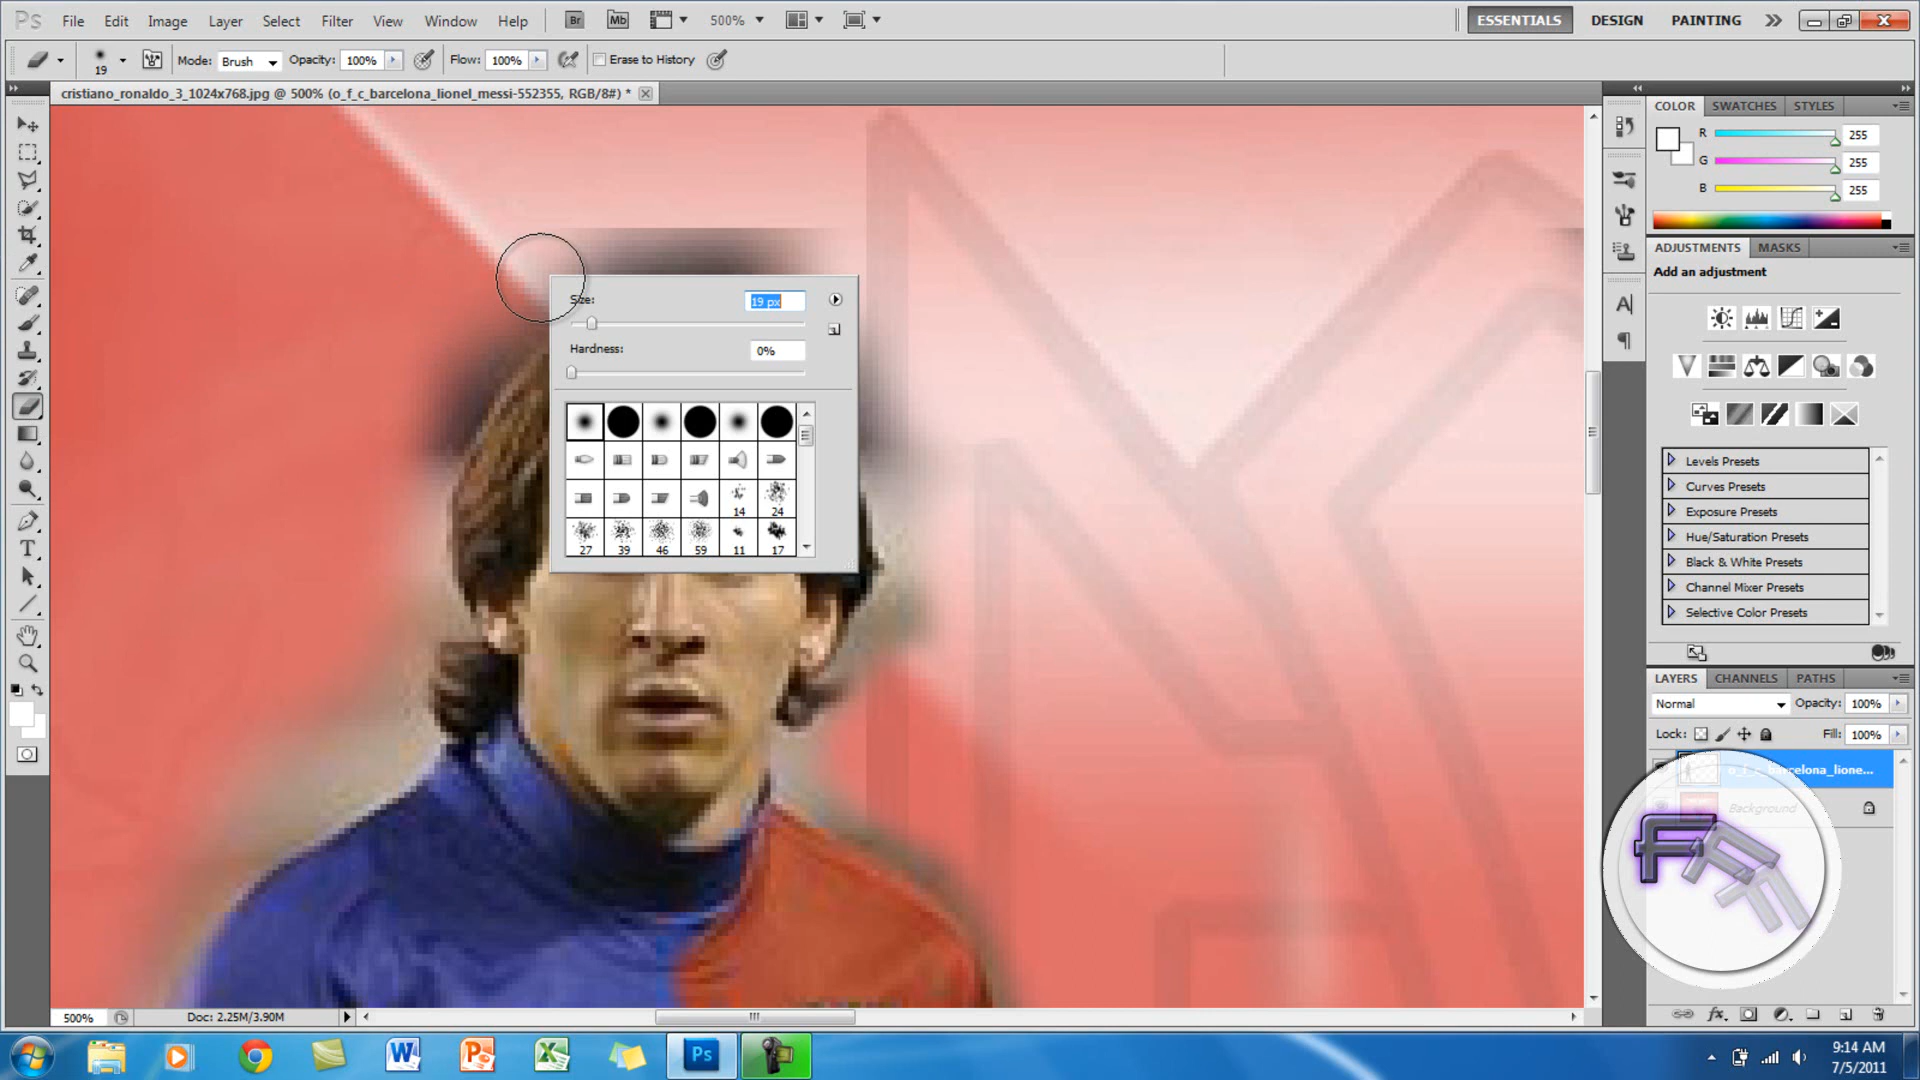 Ps File Edit Image Layer Select Filter View Window Help Br Mb 500% ESSENTIALS DESIGN PAINTING
19 Mode: Brush Opacity: 100% Flow: 100% Erase to History
cristiano_ronaldo_3_1024x768.jpg @ 500% (o_f_c_barcelona_lionel_messi-552355, RGB/8#) *
COLOR SWATCHES STYLES
R 255
G 255
B 255
ADJUSTMENTS MASKS
Add an adjustment
Size: 19 px
Hardness: 0%
14 24
27 39 46 59 11 17
Levels Presets
Curves Presets
Exposure Presets
Hue/Saturation Presets
Black & White Presets
Channel Mixer Presets
Selective Color Presets
LAYERS CHANNELS PATHS
Normal Opacity: 100%
Lock: Fill: 100%
o_f_c_barcelona_lione...
Background
500% Doc: 2.25M/3.90M
Ps
9:14 AM
7/5/2011